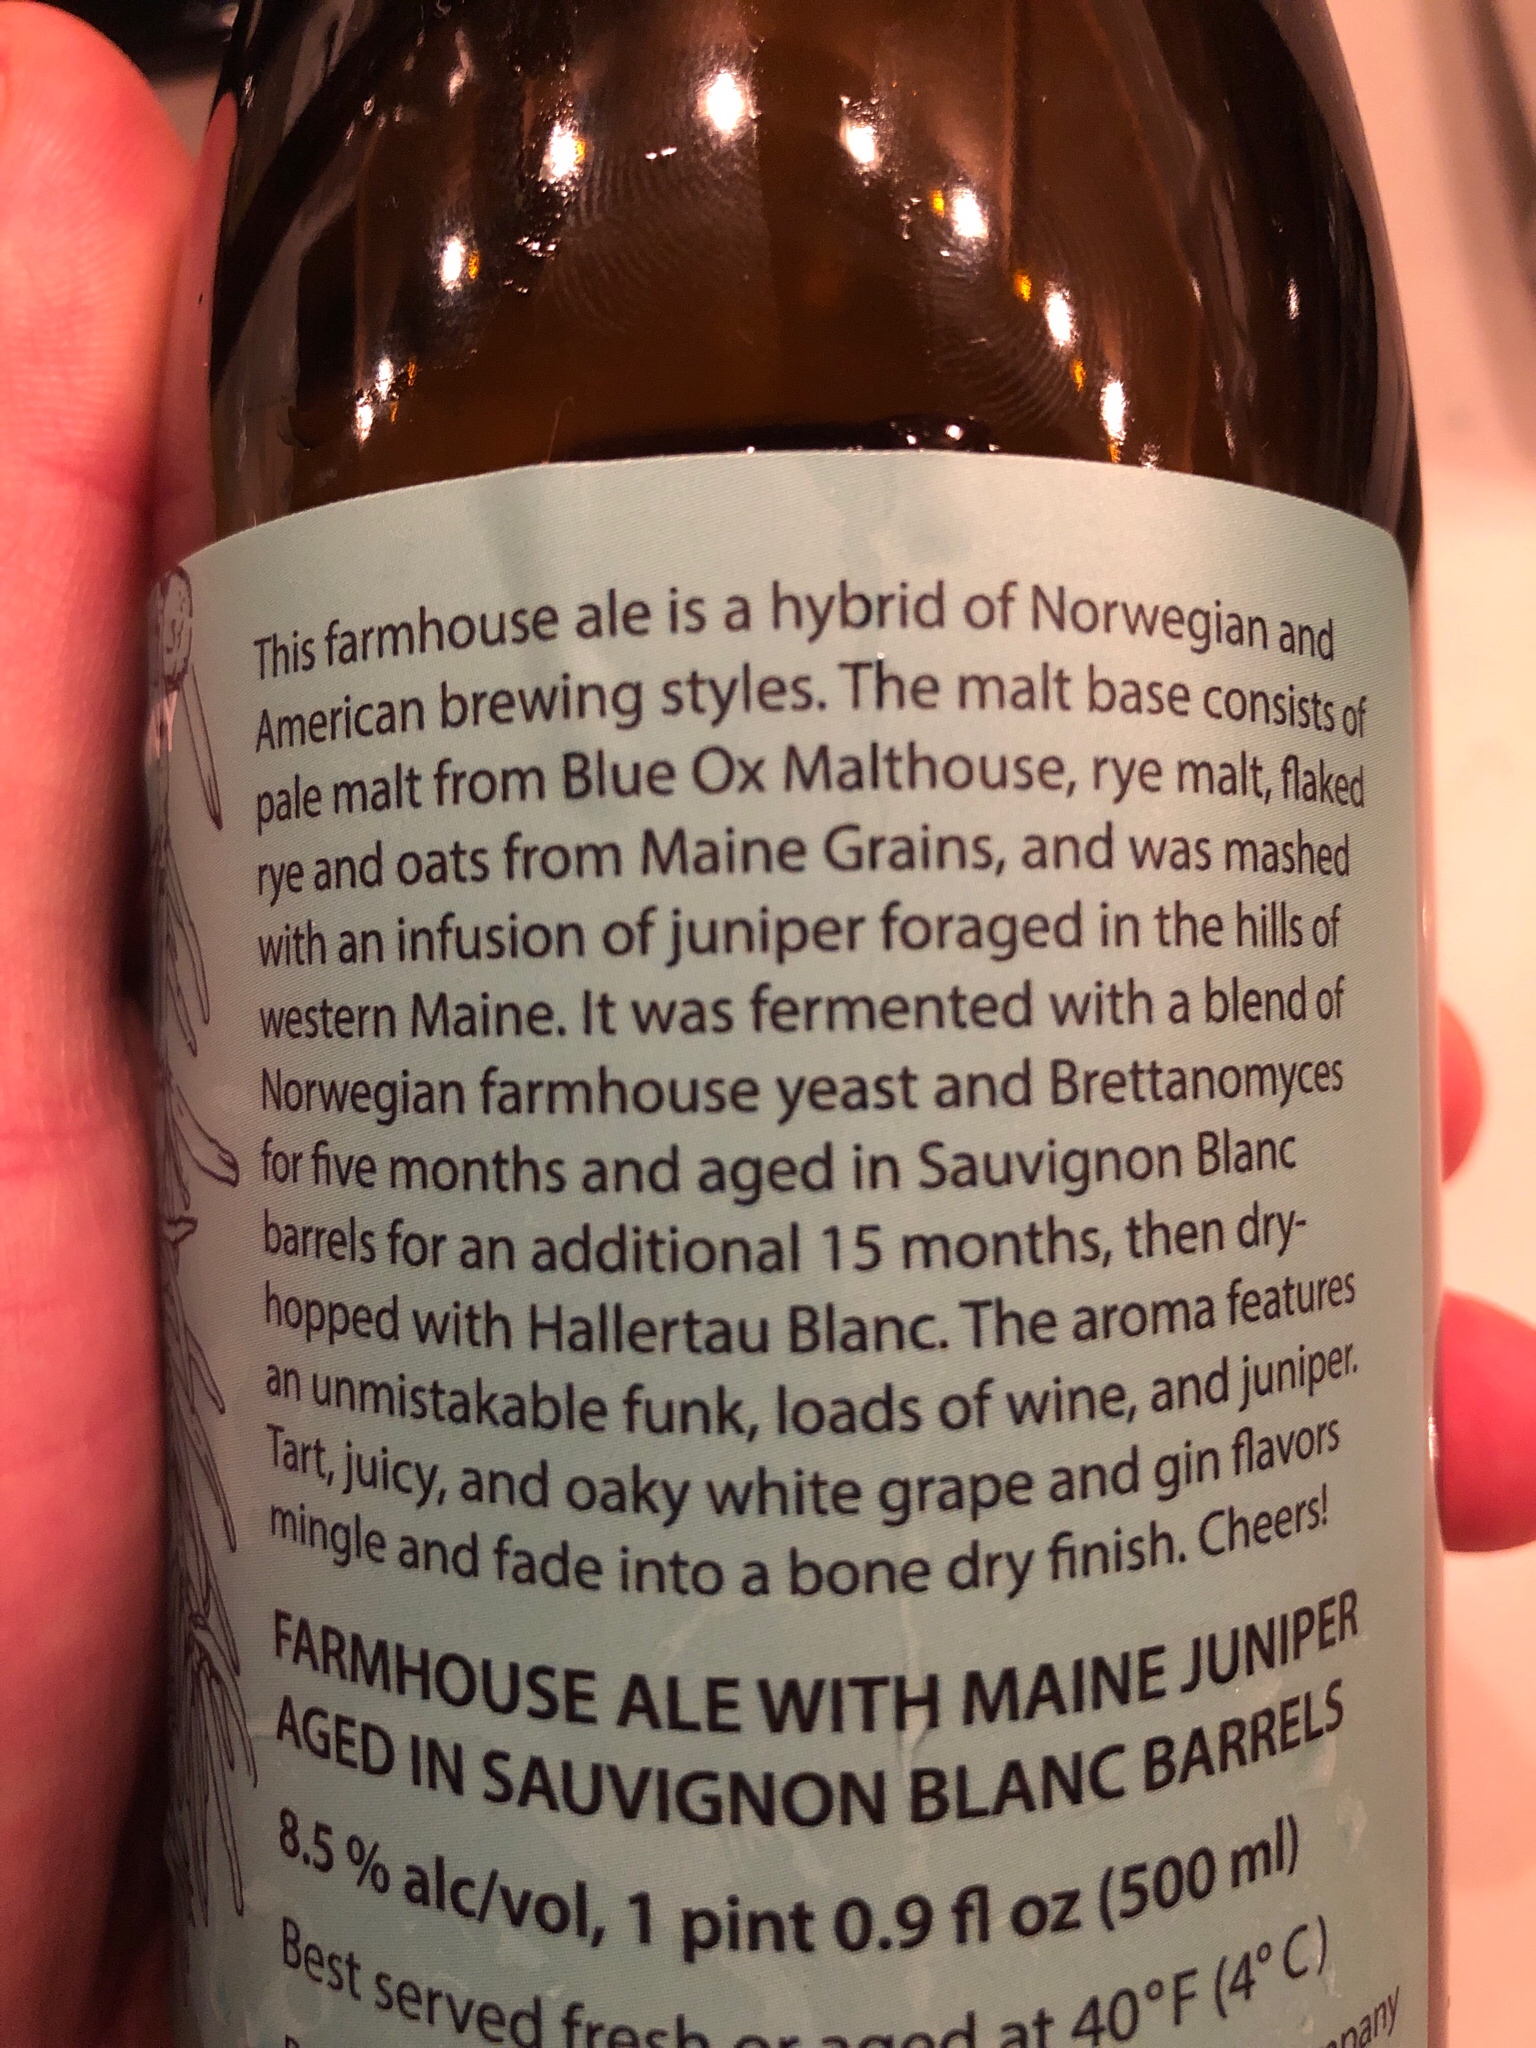 This farmhouse ale is a hybrid of Norwegian and
American brewing styles. The malt base consists of
pale malt from Blue Ox Malthouse, rye malt, flaked
rye and oats from Maine Grains, and was mashed
with an infusion of juniper foraged in the hills of
western Maine. It was fermented with a blend of
Norwegian farmhouse yeast and Brettanomyces
for five months and aged in Sauvignon Blanc
barrels for an additional 15 months, then dry-
hopped with Hallertau Blanc. The aroma features
an unmistakable funk, loads of wine, and juniper.
Tart, juicy, and oaky white grape and gin flavors
mingle and fade into a bone dry finish. Cheers!
FARMHOUSE ALE WITH MAINE JUNIPER
AGED IN SAUVIGNON BLANC BARRELS
8.5 % alc/vol, 1 pint 0.9 fl oz (500 ml)
Best served fresh or aged at 40°F (4° C)